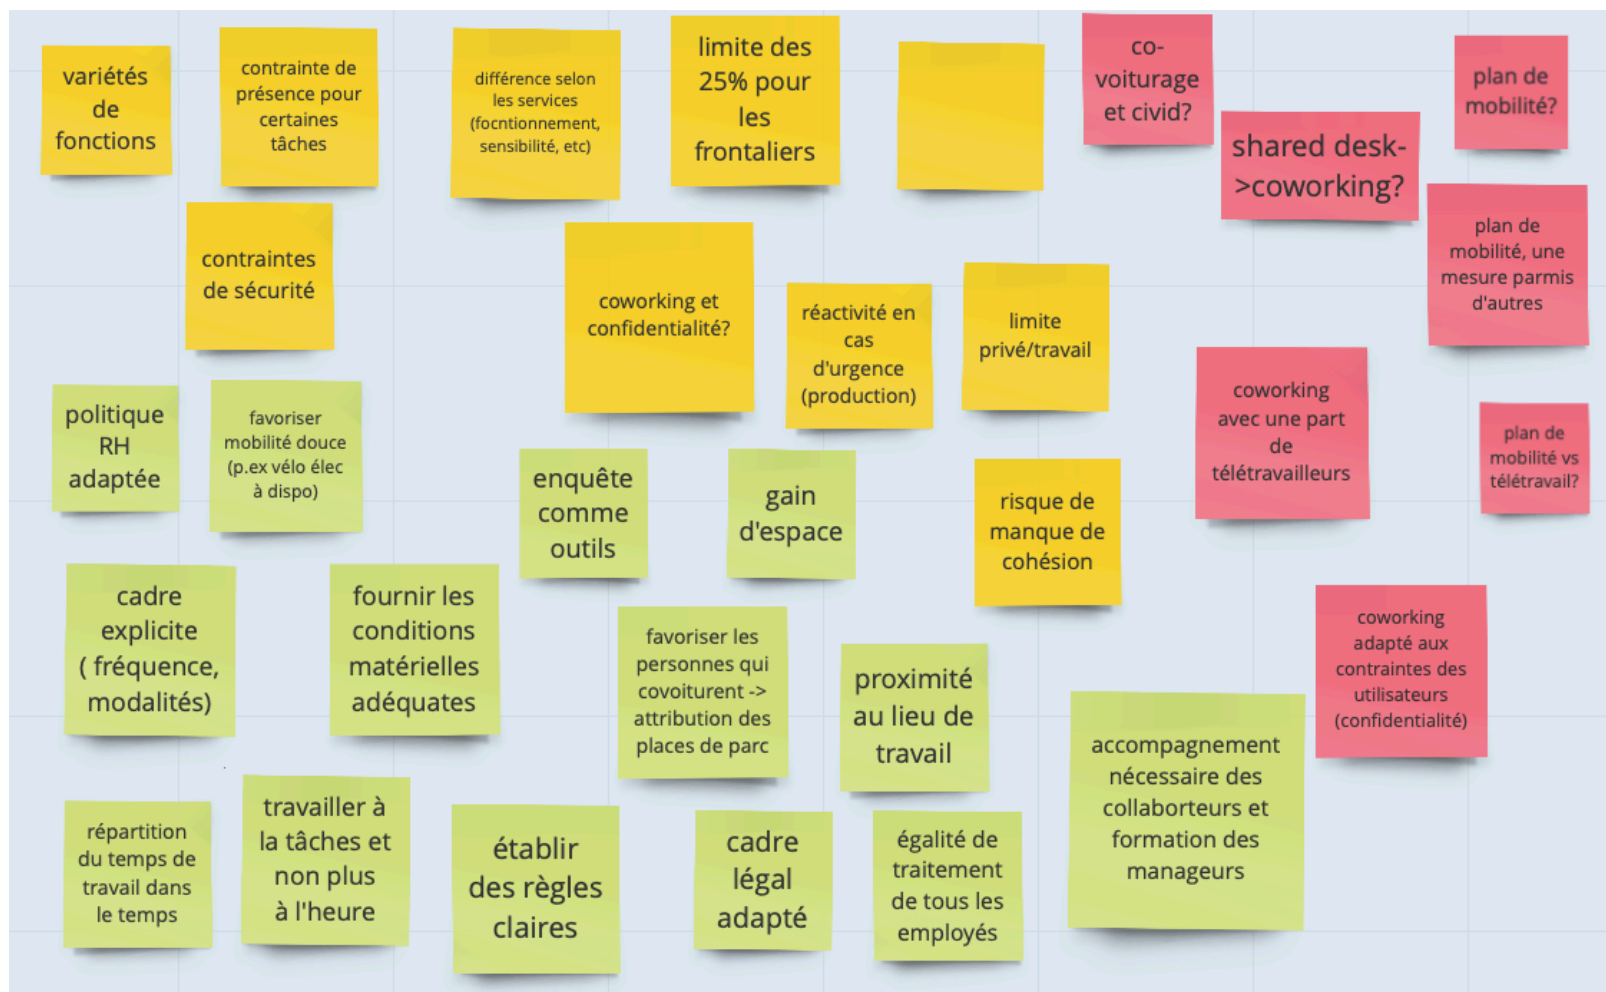 variétés
de
fonctions
contrainte de
présence pour
certaines
tâches
différence selon
les services
(focntionnement,
sensibilité, etc)
limite des
25% pour
les
frontaliers
co-
voiturage
et civid?
plan de
mobilité?
shared desk-
>coworking?
plan de
mobilité, une
mesure parmis
d'autres
contraintes
de sécurité
coworking et
confidentialité?
réactivité en
cas
d'urgence
(production)
limite
privé/travail
coworking
avec une part
de
télétravailleurs
plan de
mobilité vs
télétravail?
politique
RH
adaptée
favoriser
mobilité douce
(p.ex vélo élec
à dispo)
enquête
comme
outils
gain
d'espace
risque de
manque de
cohésion
cadre
explicite
( fréquence,
modalités)
fournir les
conditions
matérielles
adéquates
favoriser les
personnes qui
covoiturent ->
attribution des
places de parc
proximité
au lieu de
travail
coworking
adapté aux
contraintes des
utilisateurs
(confidentialité)
accompagnement
nécessaire des
collaborteurs et
formation des
manageurs
répartition
du temps de
travail dans
le temps
travailler à
la tâches et
non plus
à l'heure
établir
des règles
claires
cadre
légal
adapté
égalité de
traitement
de tous les
employés